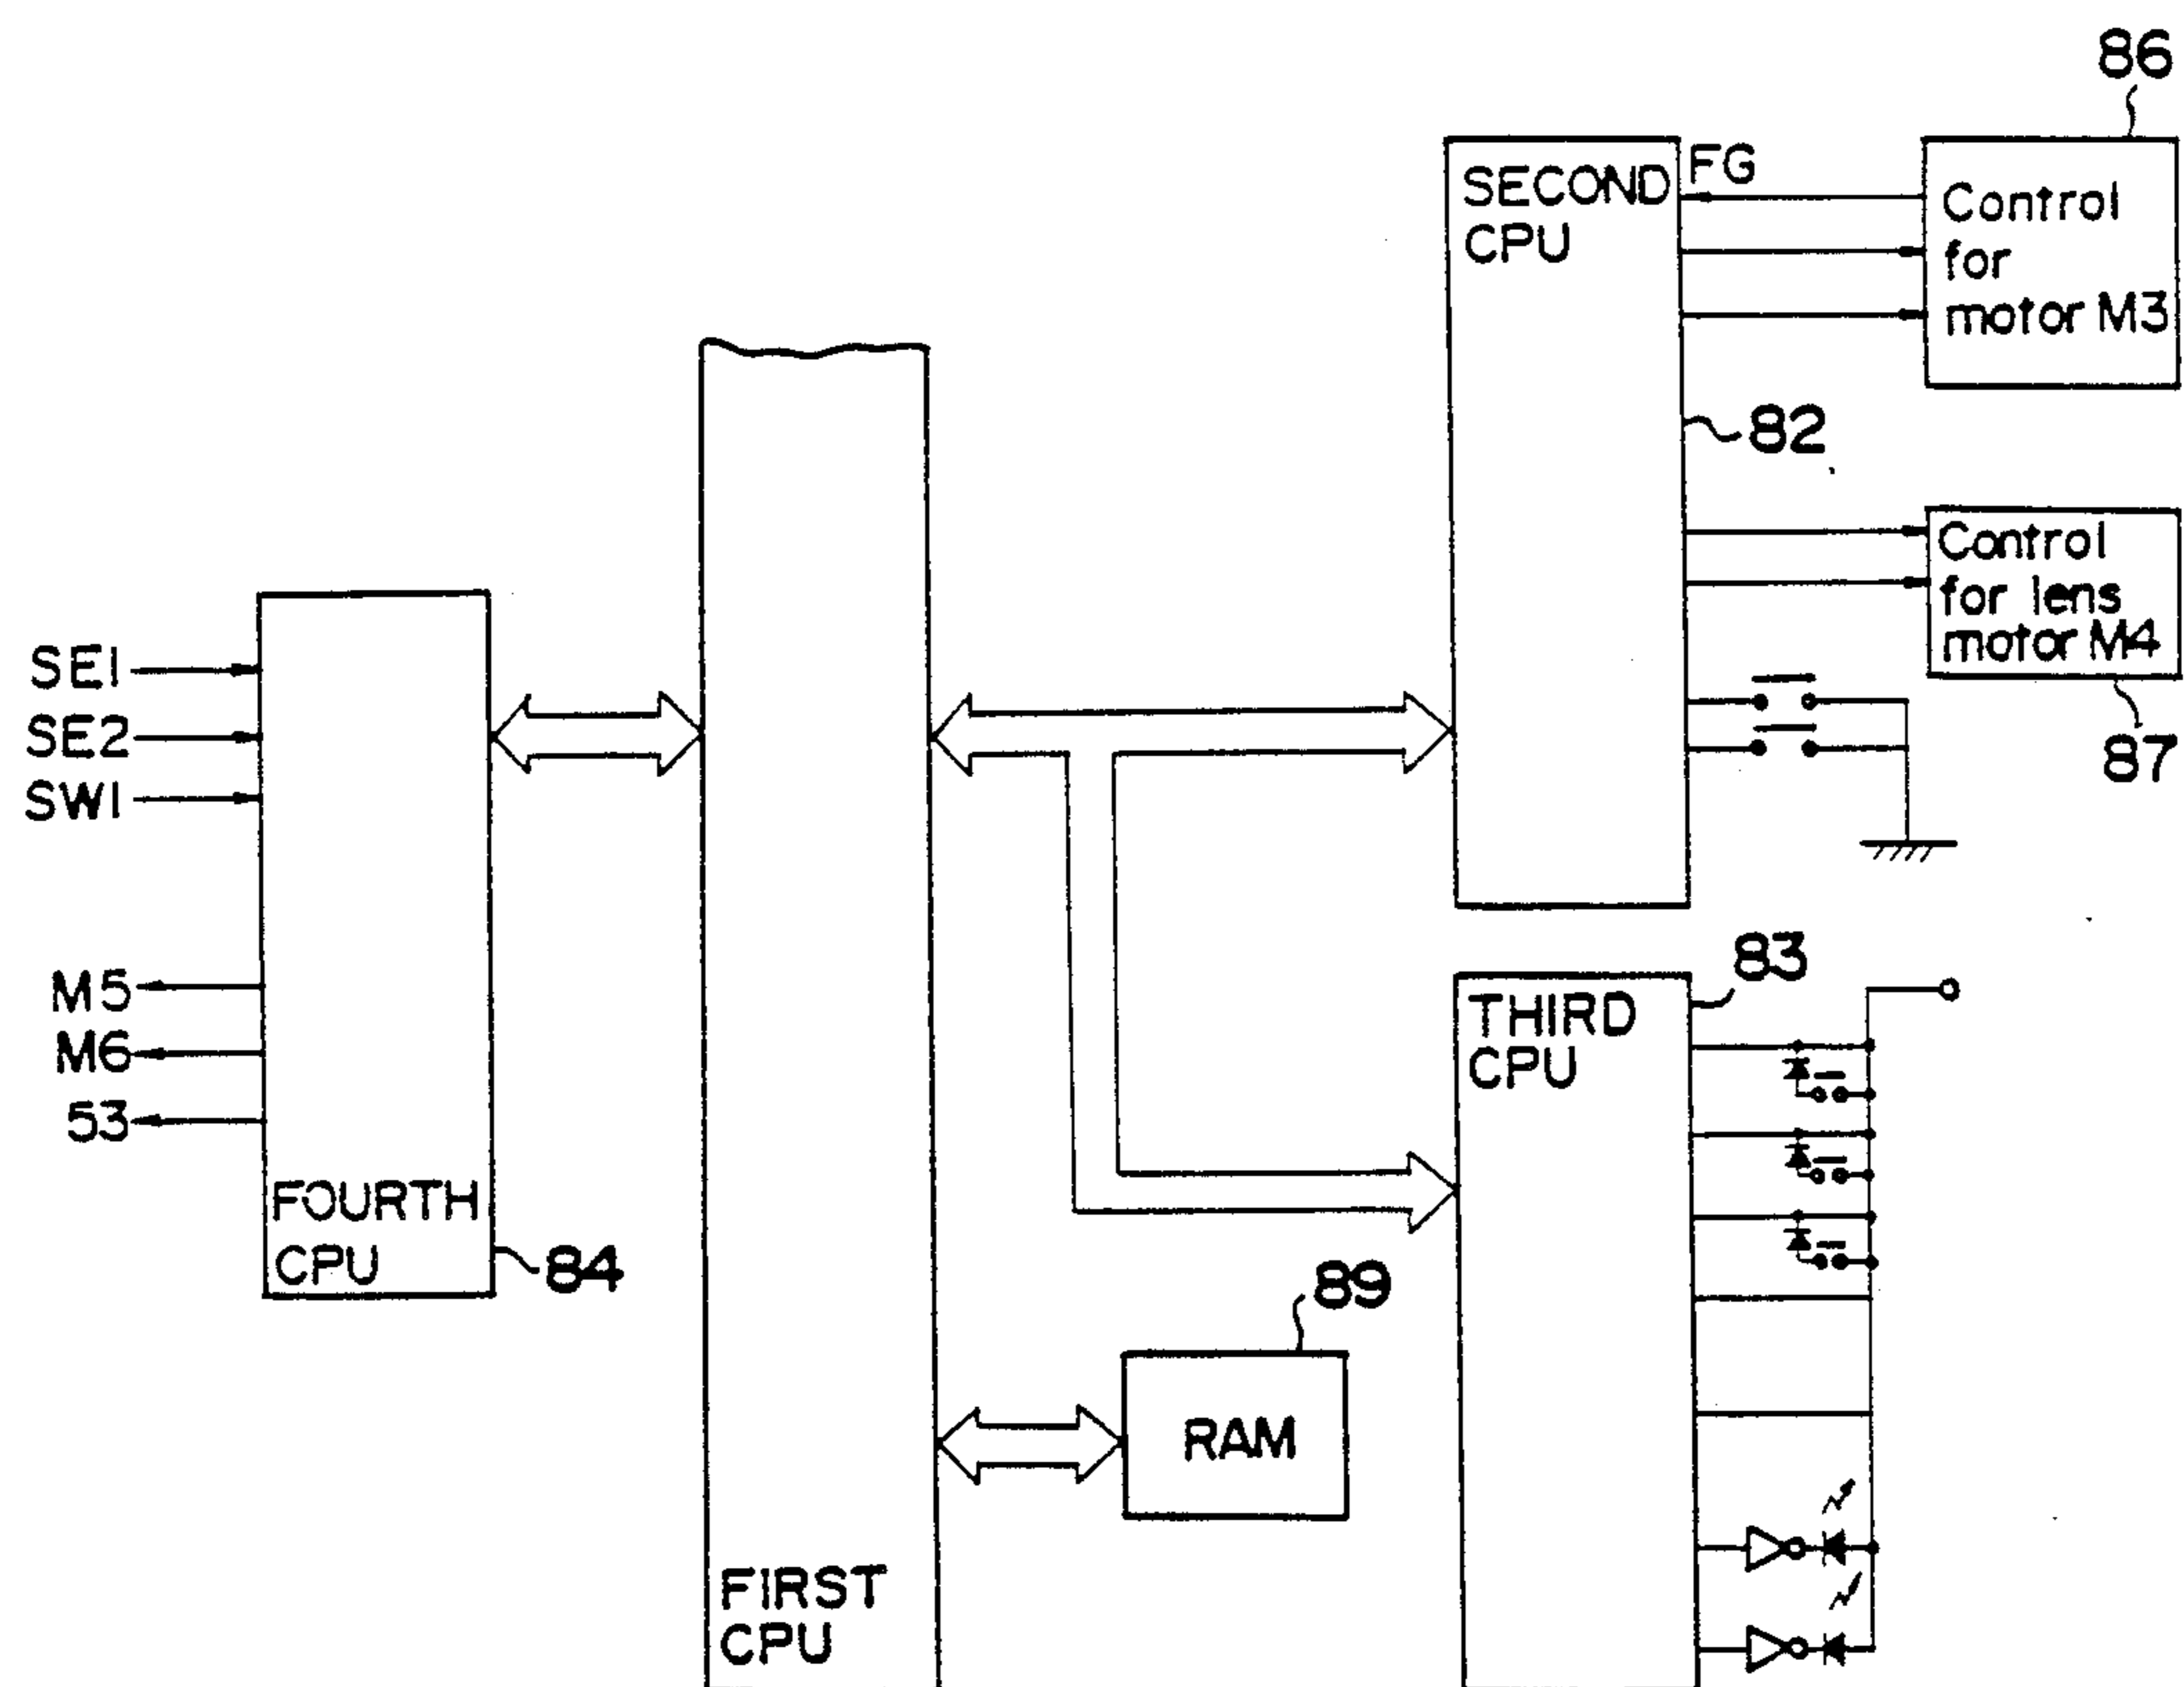 86
SECOND
CPU
FG
Control
for
motor M3
82
Control
for lens
motor M4
87
SE1
SE2
SW1
M5
M6
53
FOURTH
CPU
84
83
THIRD
CPU
89
RAM
FIRST
CPU